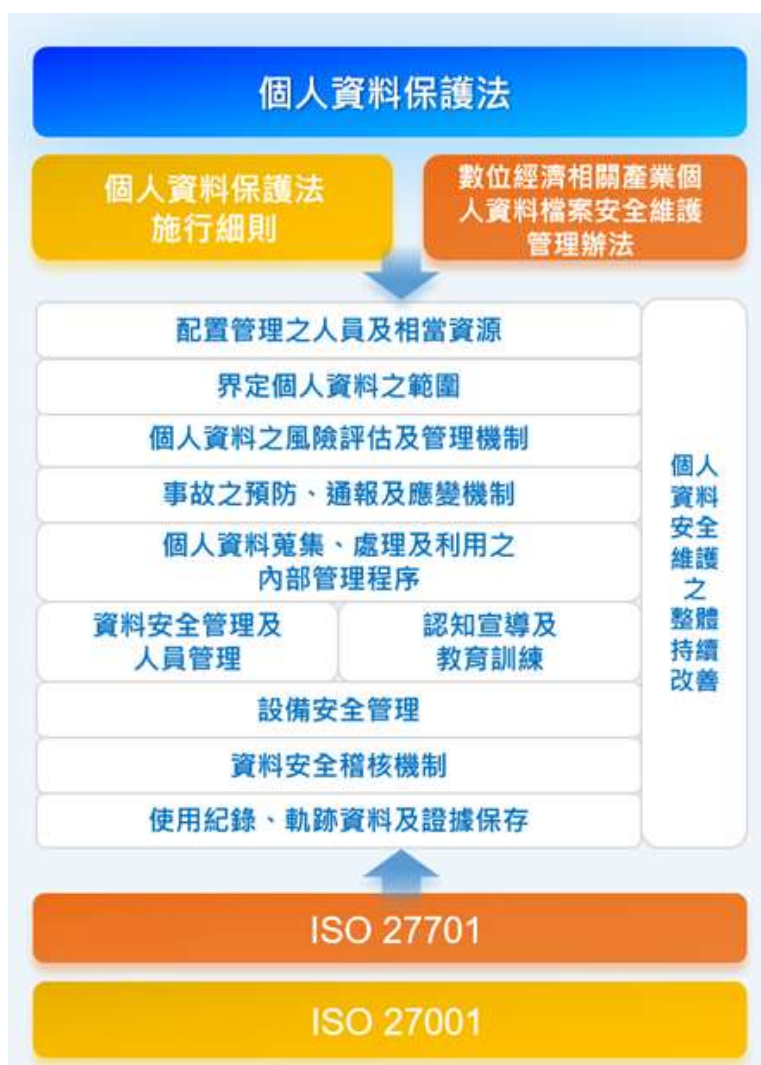 個人資料保護法
個人資料保護法
施行細則
數位經濟相關產業個
人資料檔案安全維護
管理辦法
配置管理之人員及相當資源
界定個人資料之範圍
個人資料之風險評估及管理機制
事故之預防、通報及應變機制
個人資料蒐集、處理及利用之
內部管理程序
資料安全管理及
人員管理
認知宣導及
教育訓練
設備安全管理
資料安全稽核機制
使用紀錄、軌跡資料及證據保存
個人
資料
安全
維護
之
整體
持續
改善
ISO 27701
ISO 27001